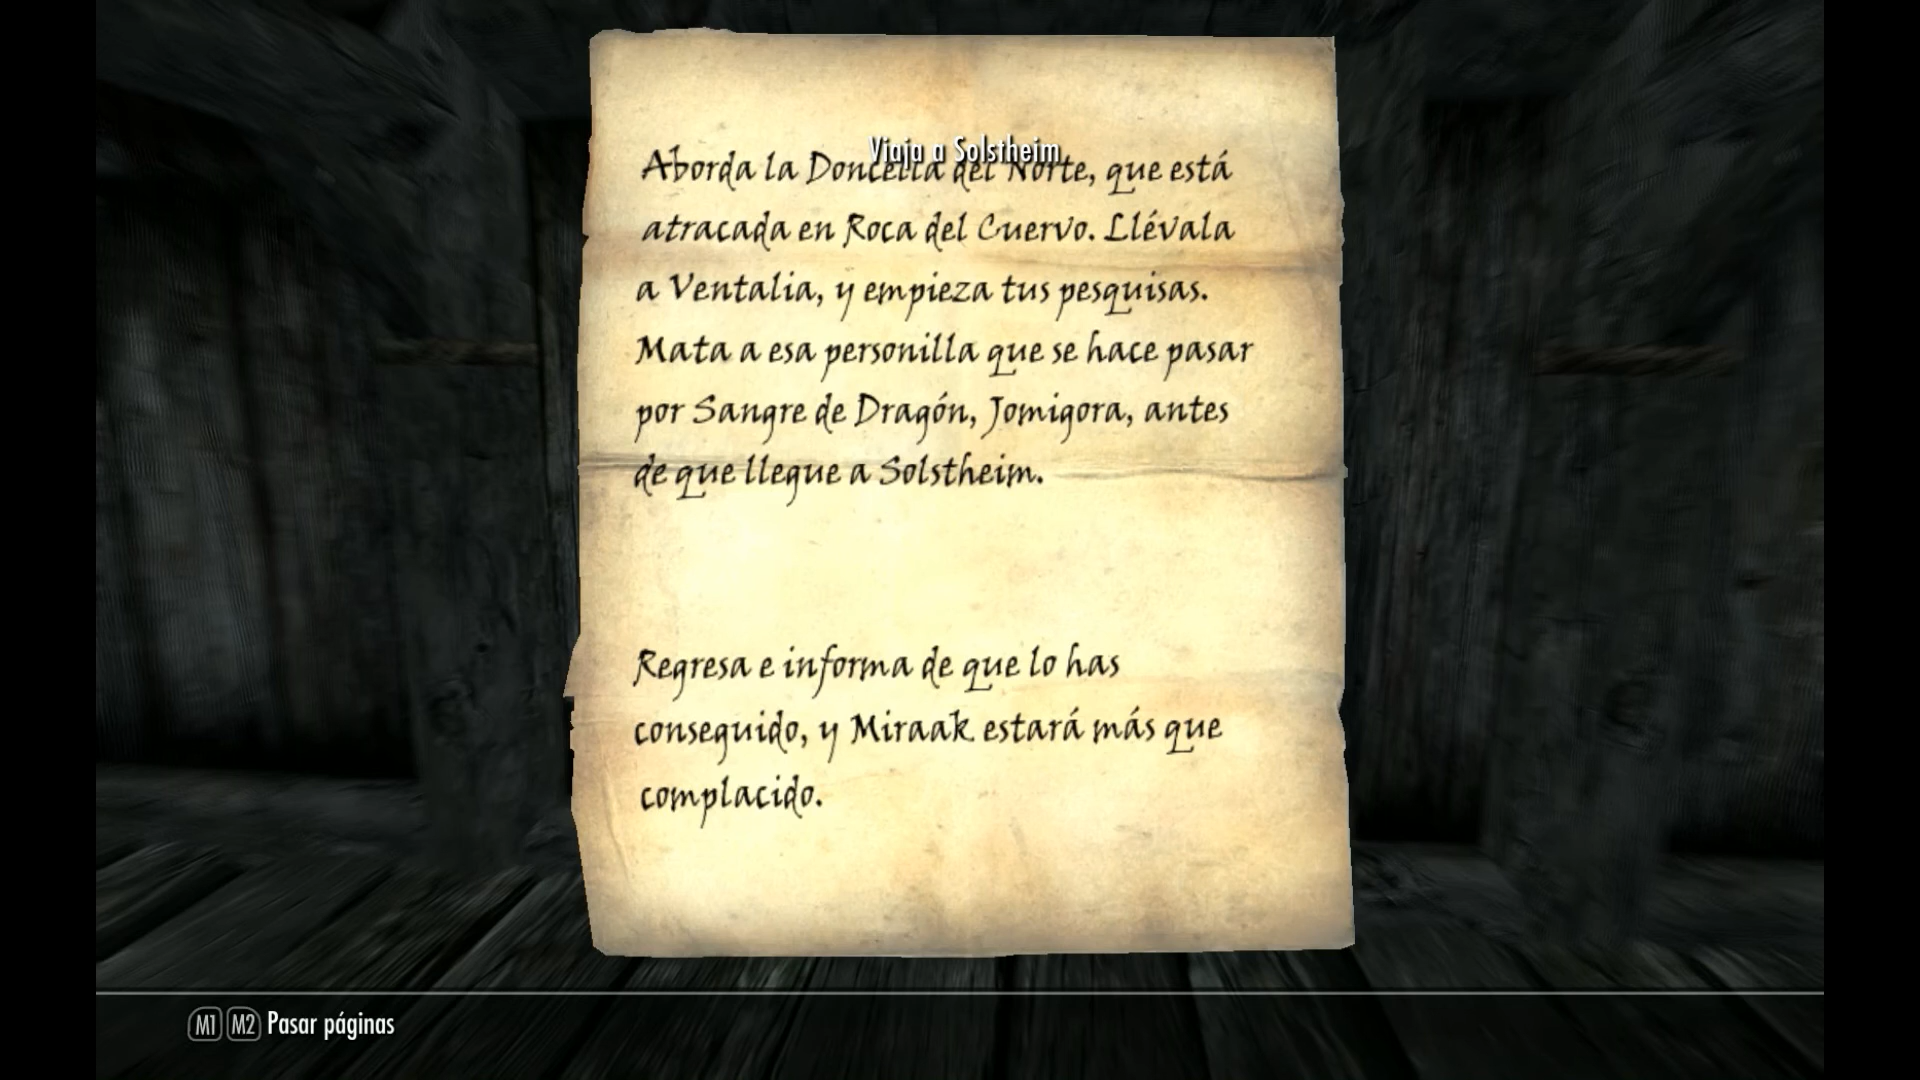 Viaja a Solstheim
Aborda la Doncella del Norte, que está
atracada en Roca del Cuervo. Llévala
a Ventalia, y empieza tus pesquisas.
Mata a esa personilla que se hace pasar
por Sangre de Dragón, Jomigora, antes
de que llegue a Solstheim.
Regresa e informa de que lo has
conseguido, y Miraak estará más que
complacido.
M1 M2 Pasar páginas